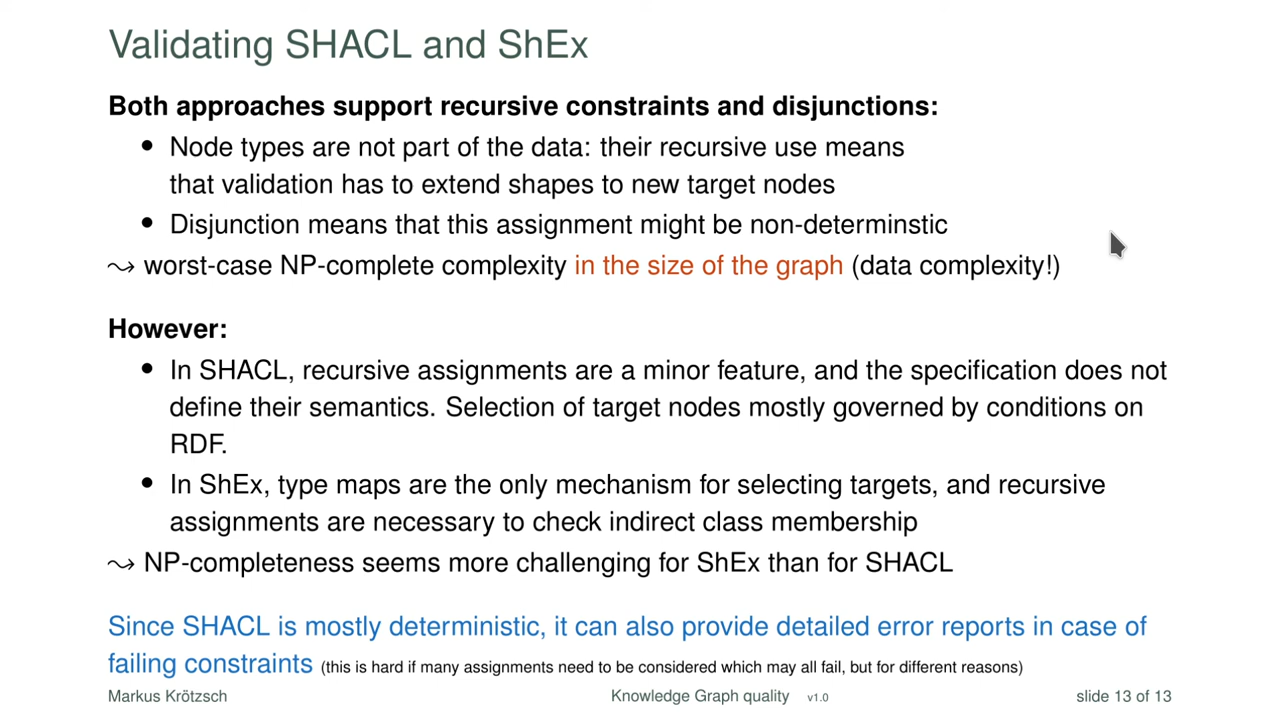 Validating SHACL and ShEx
Both approaches support recursive constraints and disjunctions:
• Node types are not part of the data: their recursive use means
that validation has to extend shapes to new target nodes
• Disjunction means that this assignment might be non-determinstic
⤳ worst-case NP-complete complexity in the size of the graph (data complexity!)
However:
• In SHACL, recursive assignments are a minor feature, and the specification does not
define their semantics. Selection of target nodes mostly governed by conditions on
RDF.
• In ShEx, type maps are the only mechanism for selecting targets, and recursive
assignments are necessary to check indirect class membership
⤳ NP-completeness seems more challenging for ShEx than for SHACL
Since SHACL is mostly deterministic, it can also provide detailed error reports in case of
failing constraints (this is hard if many assignments need to be considered which may all fail, but for different reasons)
Markus Krötzsch Knowledge Graph quality v1.0 slide 13 of 13